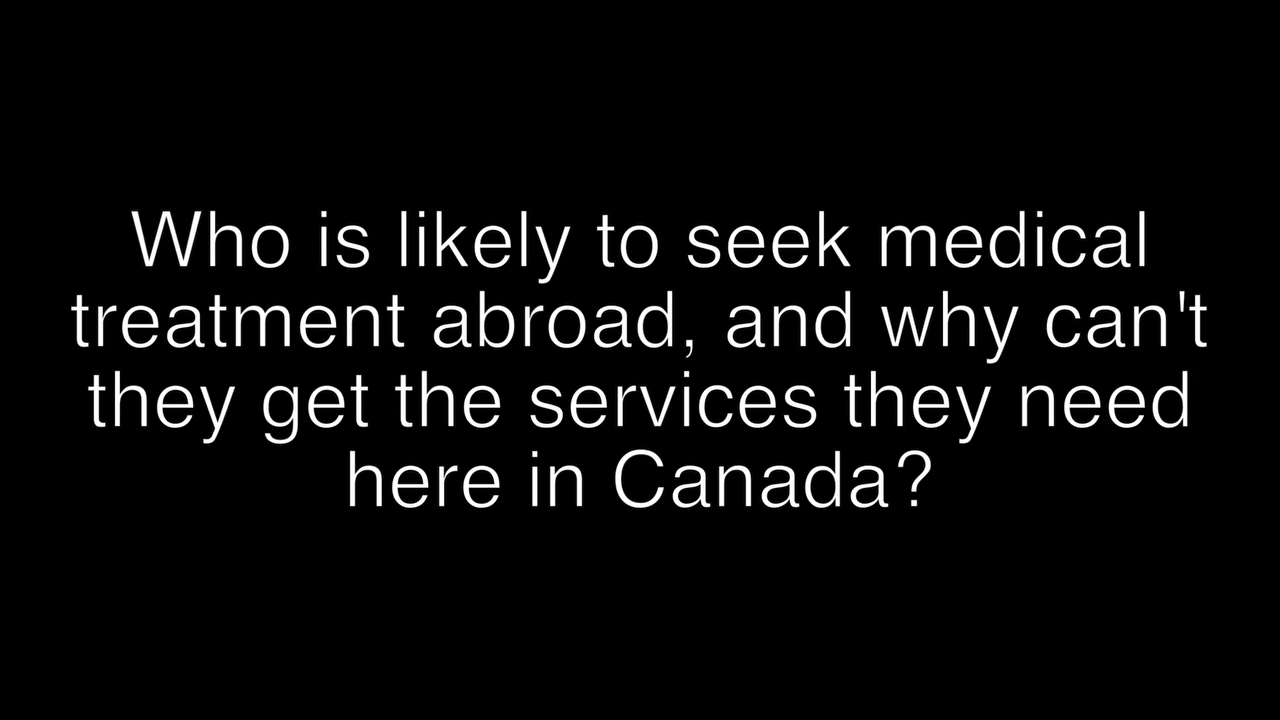 Who is likely to seek medical
treatment abroad, and why can't
they get the services they need
here in Canada?